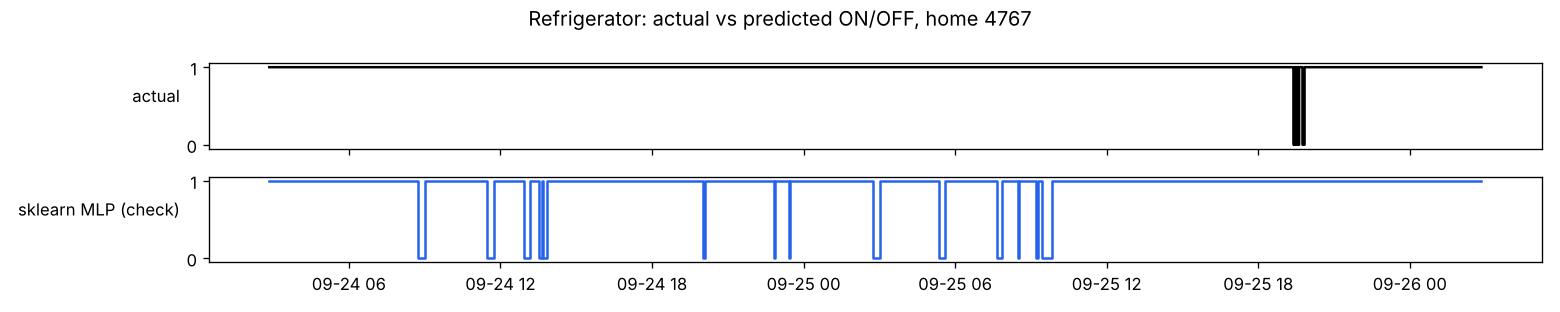 Refrigerator: actual vs predicted ON/OFF, home 4767
1
actual
0
1
sklearn MLP (check)
0
09-24 06 09-24 12 09-24 18 09-25 00 09-25 06 09-25 12 09-25 18 09-26 00